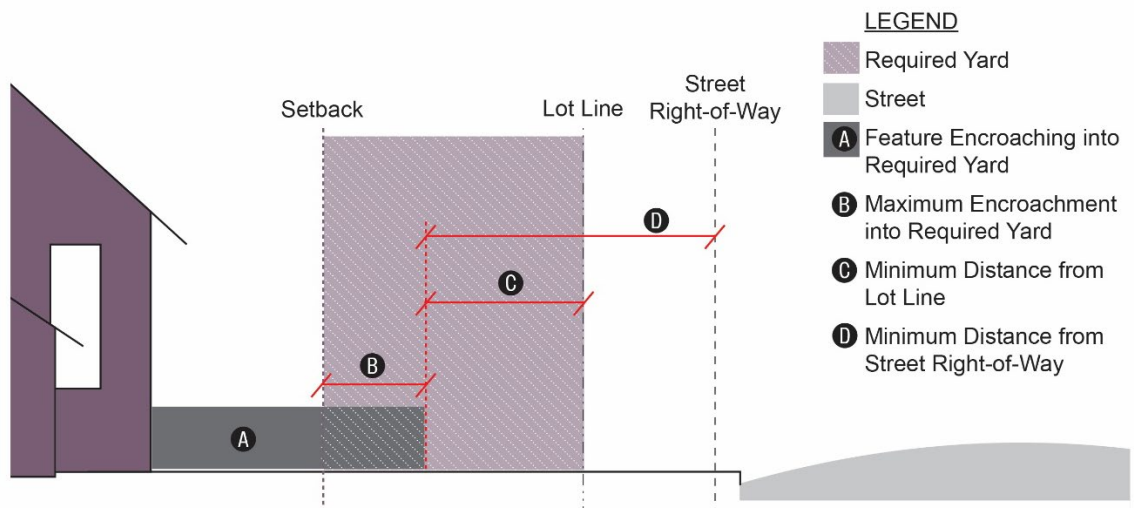 LEGEND
Required Yard
Street
A Feature Encroaching into
Required Yard
B Maximum Encroachment
into Required Yard
C Minimum Distance from
Lot Line
D Minimum Distance from
Street Right-of-Way
Setback
Lot Line
Street
Right-of-Way
D
C
B
A